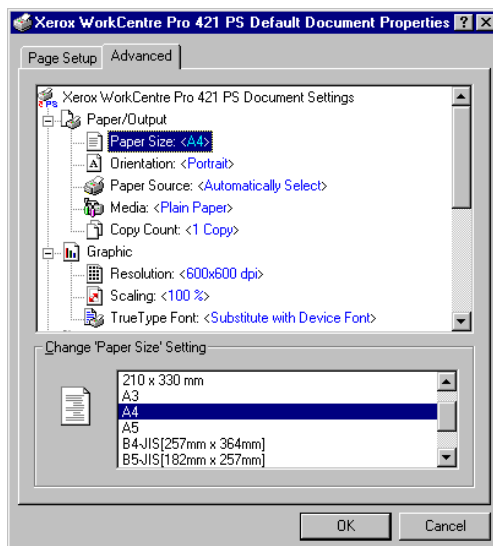 Xerox WorkCentre Pro 421 PS Default Document Properties
Page Setup
Advanced
Xerox WorkCentre Pro 421 PS Document Settings
Paper/Output
Paper Size: <A4>
Orientation: <Portrait>
Paper Source: <Automatically Select>
Media: <Plain Paper>
Copy Count: <1 Copy>
Graphic
Resolution: <600x600 dpi>
Scaling: <100 %>
TrueType Font: <Substitute with Device Font>
Change 'Paper Size' Setting
210 x 330 mm
A3
A4
A5
B4-JIS[257mm x 364mm]
B5-JIS[182mm x 257mm]
OK
Cancel